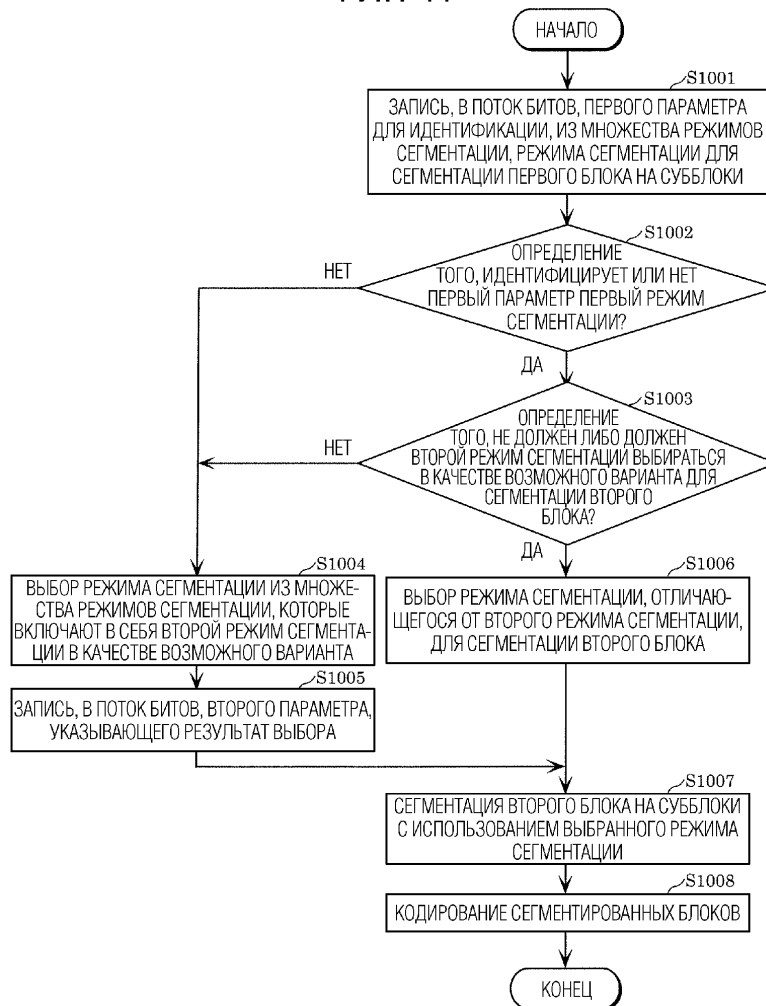 НАЧАЛО
S1001
ЗАПИСЬ, В ПОТОК БИТОВ, ПЕРВОГО ПАРАМЕТРА
ДЛЯ ИДЕНТИФИКАЦИИ, ИЗ МНОЖЕСТВА РЕЖИМОВ
СЕГМЕНТАЦИИ, РЕЖИМА СЕГМЕНТАЦИИ ДЛЯ
СЕГМЕНТАЦИИ ПЕРВОГО БЛОКА НА СУББЛОКИ
S1002
ОПРЕДЕЛЕНИЕ
ТОГО, ИДЕНТИФИЦИРУЕТ ИЛИ НЕТ
ПЕРВЫЙ ПАРАМЕТР ПЕРВЫЙ РЕЖИМ
СЕГМЕНТАЦИИ?
НЕТ
ДА
S1003
ОПРЕДЕЛЕНИЕ
ТОГО, НЕ ДОЛЖЕН ЛИБО ДОЛЖЕН
ВТОРОЙ РЕЖИМ СЕГМЕНТАЦИИ ВЫБИРАТЬСЯ
В КАЧЕСТВЕ ВОЗМОЖНОГО ВАРИАНТА ДЛЯ
СЕГМЕНТАЦИИ ВТОРОГО
БЛОКА?
НЕТ
ДА
S1004
ВЫБОР РЕЖИМА СЕГМЕНТАЦИИ ИЗ МНОЖЕ-
СТВА РЕЖИМОВ СЕГМЕНТАЦИИ, КОТОРЫЕ
ВКЛЮЧАЮТ В СЕБЯ ВТОРОЙ РЕЖИМ СЕГМЕНТА-
ЦИИ В КАЧЕСТВЕ ВОЗМОЖНОГО ВАРИАНТА
S1006
ВЫБОР РЕЖИМА СЕГМЕНТАЦИИ, ОТЛИЧАЮ-
ЩЕГОСЯ ОТ ВТОРОГО РЕЖИМА СЕГМЕНТАЦИИ,
ДЛЯ СЕГМЕНТАЦИИ ВТОРОГО БЛОКА
S1005
ЗАПИСЬ, В ПОТОК БИТОВ, ВТОРОГО ПАРАМЕТРА,
УКАЗЫВАЮЩЕГО РЕЗУЛЬТАТ ВЫБОРА
S1007
СЕГМЕНТАЦИЯ ВТОРОГО БЛОКА НА СУББЛОКИ
С ИСПОЛЬЗОВАНИЕМ ВЫБРАННОГО РЕЖИМА
СЕГМЕНТАЦИИ
S1008
КОДИРОВАНИЕ СЕГМЕНТИРОВАННЫХ БЛОКОВ
КОНЕЦ